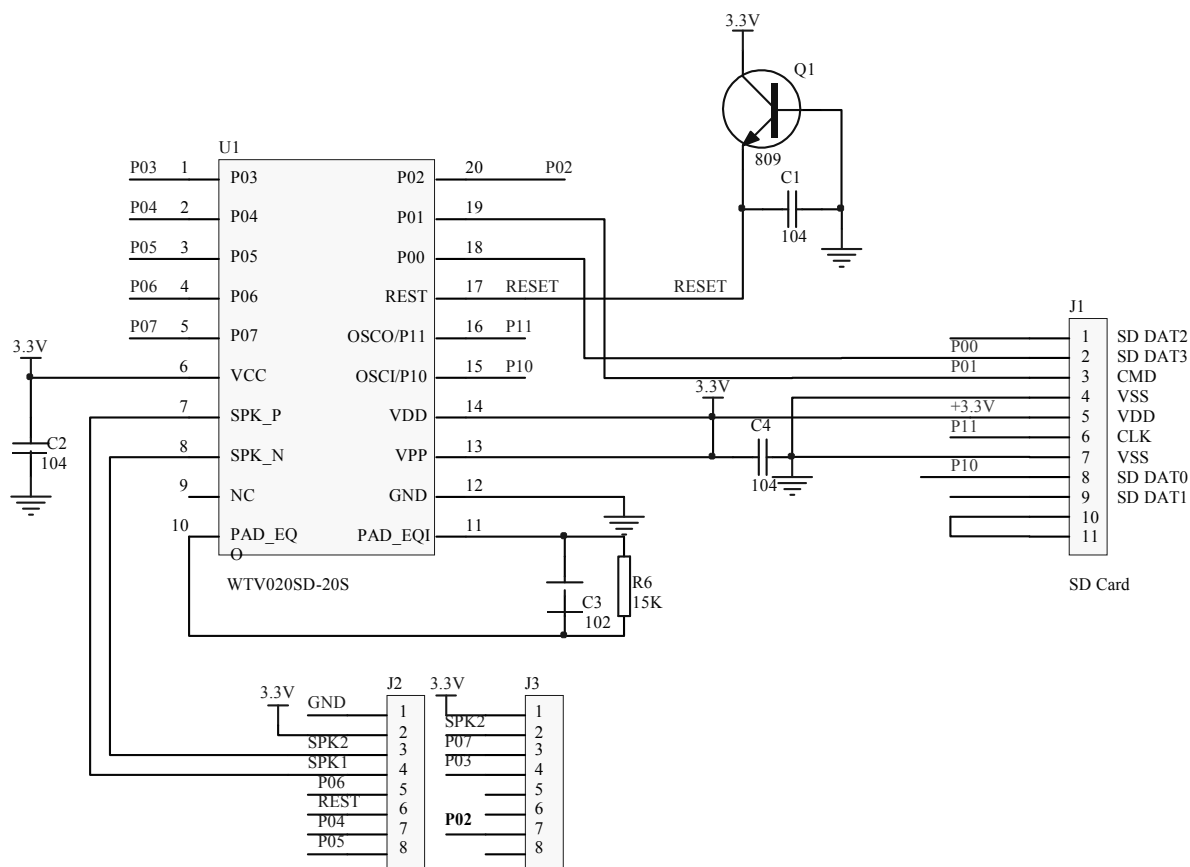 3.3V
Q1
809
C1
104
U1
P03 1 P03 P02 20 P02
P04 2 P04 P01 19
P05 3 P05 P00 18
P06 4 P06 REST 17 RESET RESET
P07 5 P07 OSCO/P11 16 P11
3.3V
6 VCC OSCI/P10 15 P10
7 SPK_P VDD 14
8 SPK_N VPP 13
9 NC GND 12
10 PAD_EQ PAD_EQI 11
O
WTV020SD-20S
C2
104
3.3V
C4
104
C3
102
R6
15K
J1
1 SD DAT2
P00 2 SD DAT3
P01 3 CMD
4 VSS
+3.3V 5 VDD
P11 6 CLK
7 VSS
P10 8 SD DAT0
9 SD DAT1
10
11
SD Card
J2
3.3V
GND 1
2
SPK2 3
SPK1 4
P06 5
REST 6
P04 7
P05 8
J3
3.3V
1
SPK2 2
P07 3
P03 4
5
6
P02 7
8